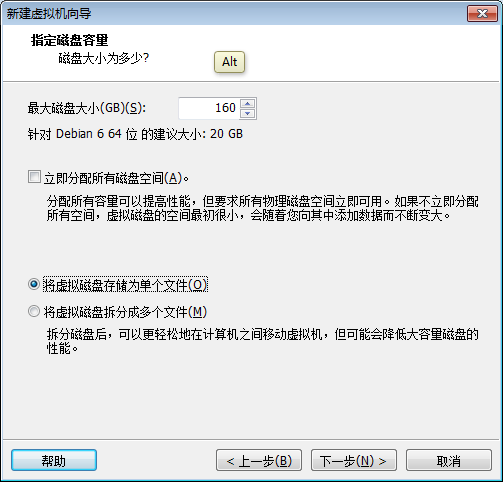 新建虚拟机向导
指定磁盘容量
磁盘大小为多少?
Alt
最大磁盘大小(GB)(S): 160
针对 Debian 6 64 位 的建议大小: 20 GB
立即分配所有磁盘空间(A)。
分配所有容量可以提高性能，但要求所有物理磁盘空间立即可用。如果不立即分配
所有空间，虚拟磁盘的空间最初很小，会随着您向其中添加数据而不断变大。
将虚拟磁盘存储为单个文件(O)
将虚拟磁盘拆分成多个文件(M)
拆分磁盘后，可以更轻松地在计算机之间移动虚拟机，但可能会降低大容量磁盘的
性能。
帮助 < 上一步(B) 下一步(N) > 取消